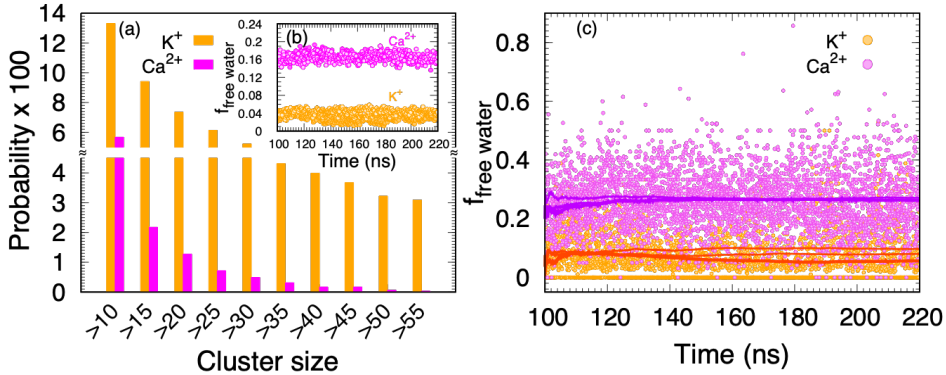 (a)
K⁺
Ca²⁺
Probability x 100
14
12
10
8
6
4
3
2
1
0
>10
>15
>20
>25
>30
>35
>40
>45
>50
>55
Cluster size
(b)
Ca²⁺
K⁺
f free water
0.24
0.2
0.16
0.12
0.08
0.04
0
100 120 140 160 180 200 220
Time (ns)
(c)
K⁺
Ca²⁺
f free water
0.8
0.6
0.4
0.2
0
100 120 140 160 180 200 220
Time (ns)